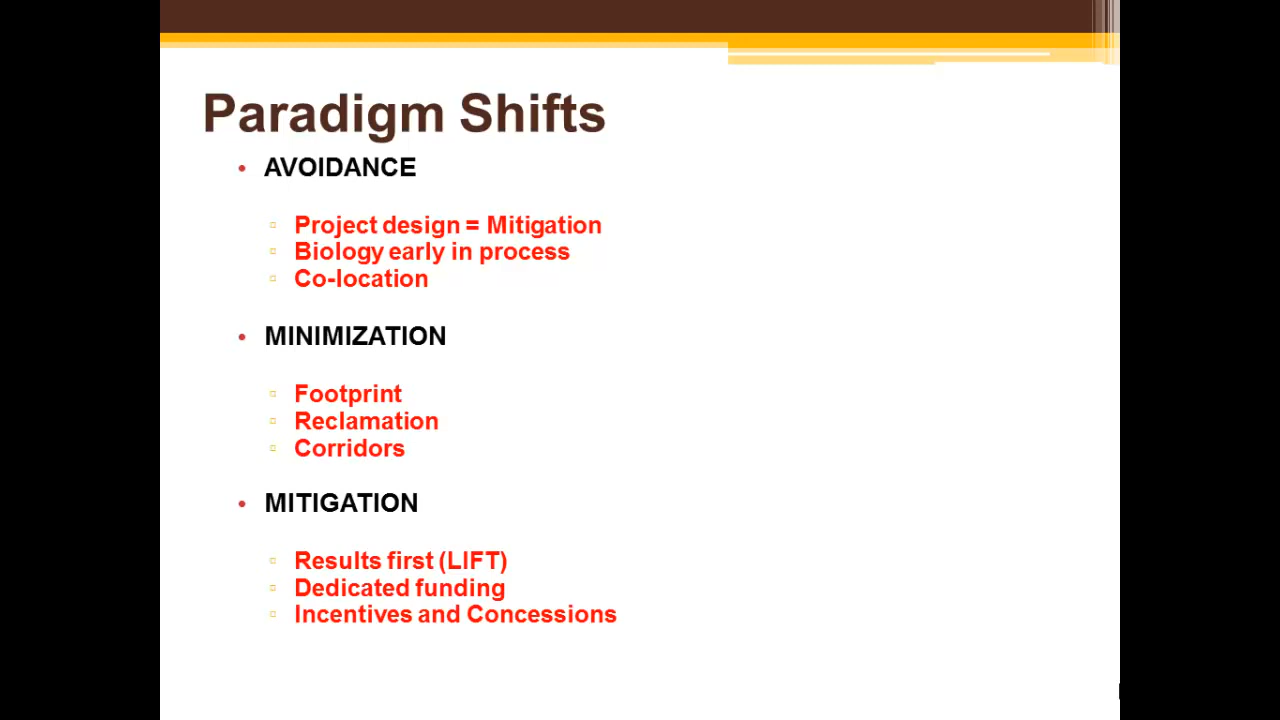 Paradigm Shifts
• AVOIDANCE
▫ Project design = Mitigation
▫ Biology early in process
▫ Co-location
• MINIMIZATION
▫ Footprint
▫ Reclamation
▫ Corridors
• MITIGATION
▫ Results first (LIFT)
▫ Dedicated funding
▫ Incentives and Concessions